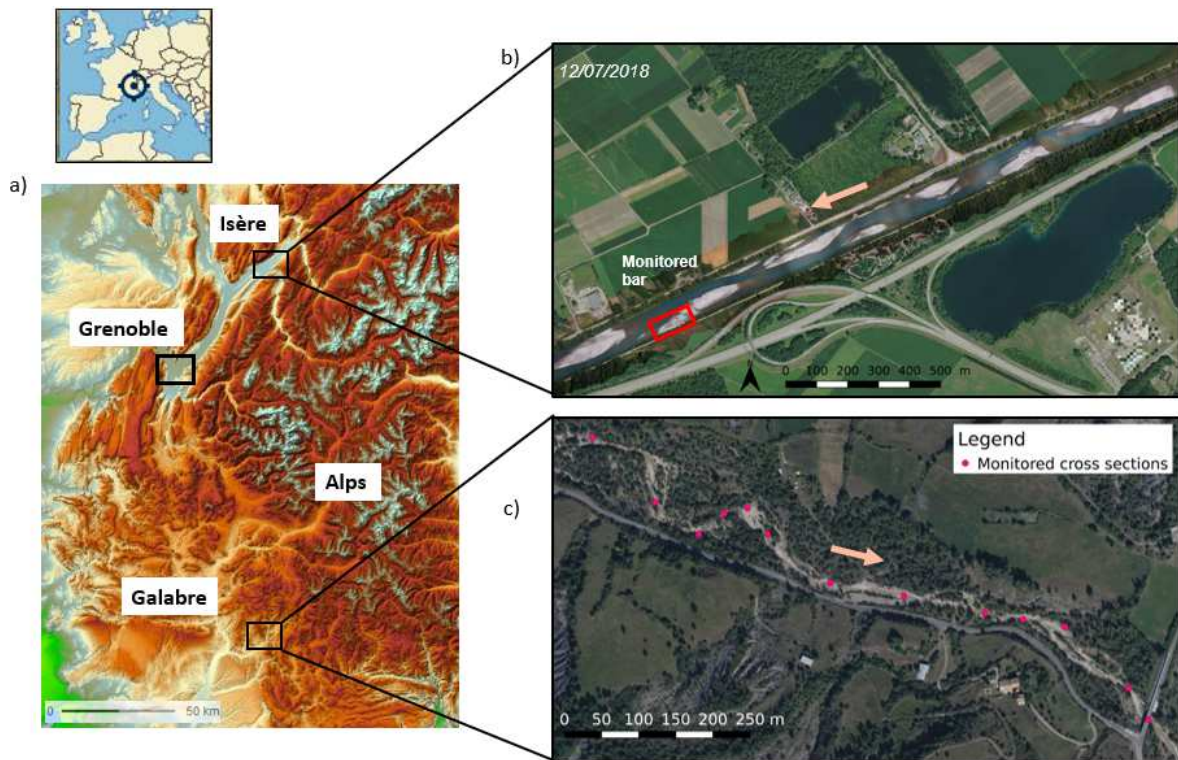 a)
Isère
Grenoble
Alps
Galabre
0 50 km
b)
12/07/2018
Monitored
bar
0 100 200 300 400 500 m
c)
Legend
Monitored cross sections
0 50 100 150 200 250 m